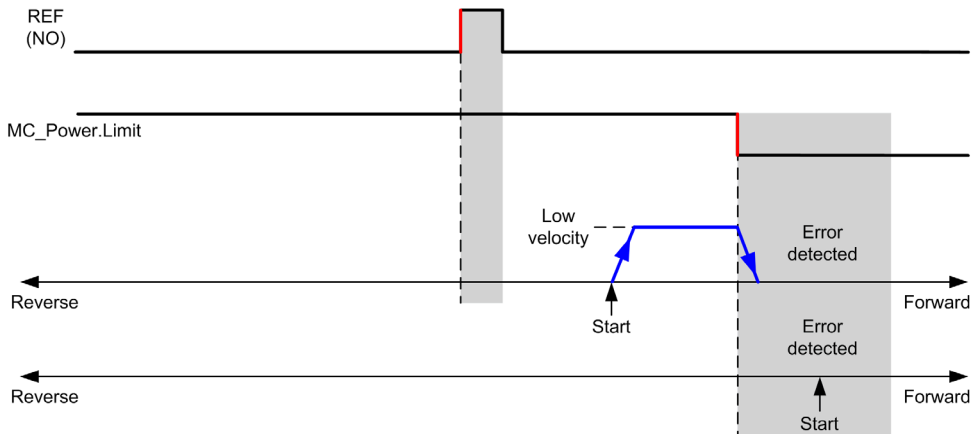 REF
(NO)
MC_Power.Limit
Low
velocity
Error
detected
Reverse
Forward
Start
Error
detected
Reverse
Forward
Start